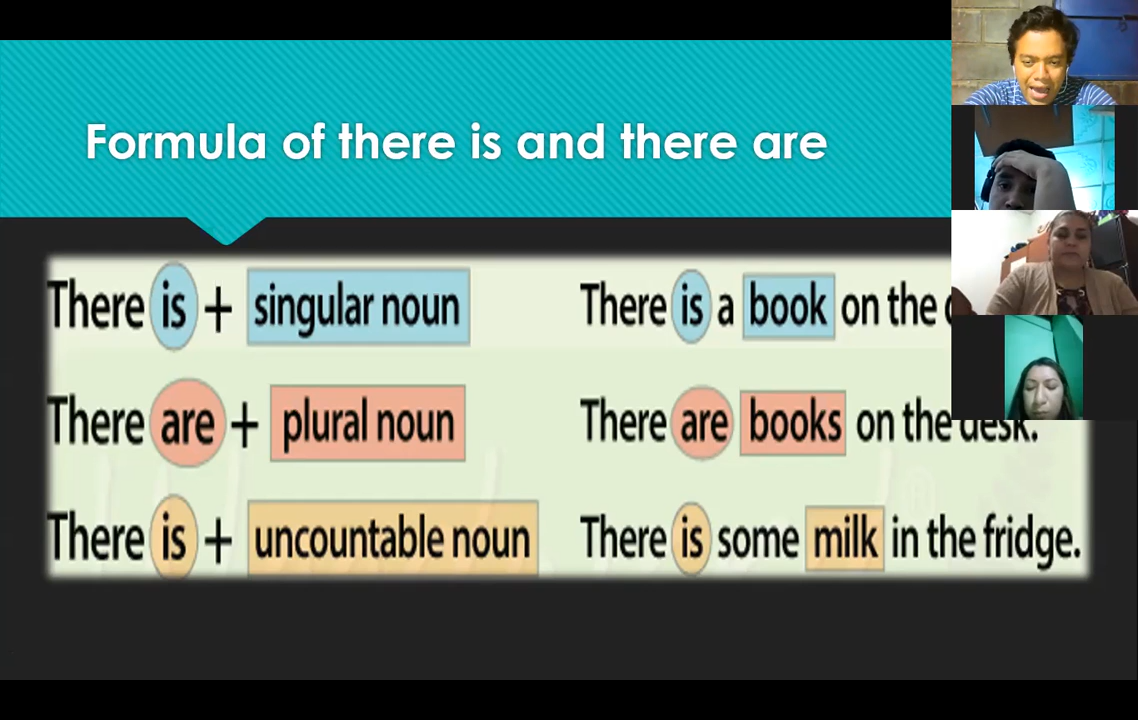 Formula of there is and there are
There is + singular noun
There is a book on the
There are + plural noun
There are books on the desk.
There is + uncountable noun
There is some milk in the fridge.